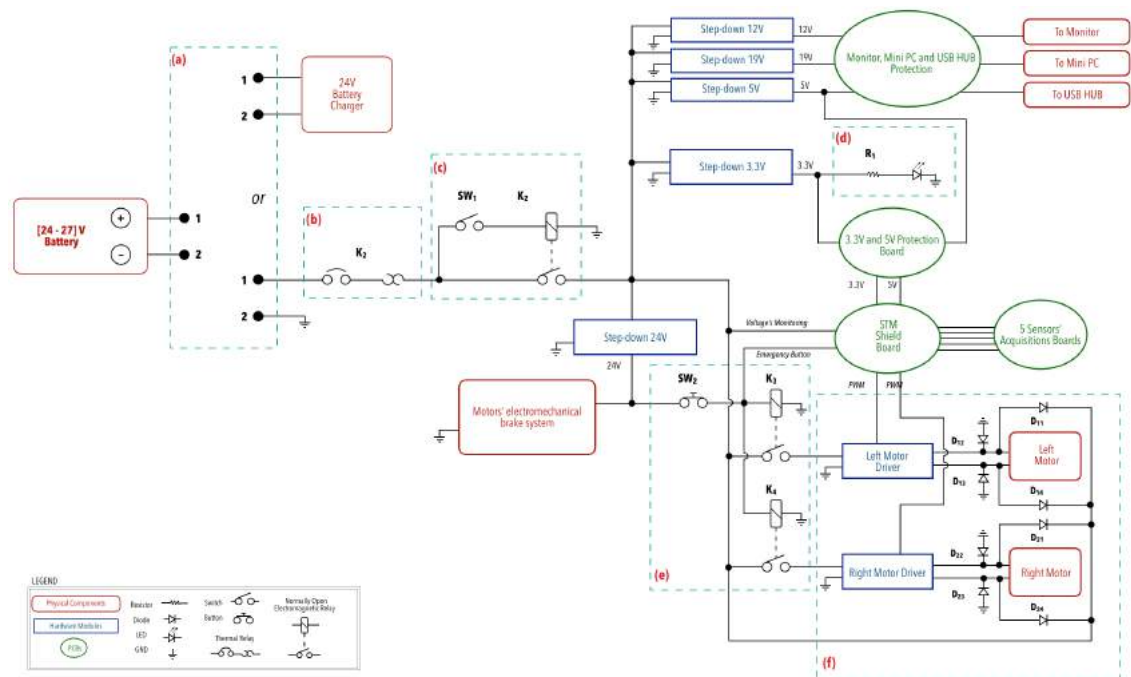 (a)
1
2
24V
Battery
Charger
or
[24 - 27] V
Battery
+
−
1
2
1
2
(b)
K₂
(c)
SW₁
K₂
Step-down 12V
12V
Step-down 19V
19V
Step-down 5V
5V
Monitor, Mini PC and USB HUB
Protection
To Monitor
To Mini PC
To USB HUB
Step-down 3.3V
3.3V
(d)
R₁
3.3V and 5V Protection
Board
3.3V
5V
STM
Shield
Board
5 Sensors'
Acquisitions Boards
Voltage's Monitoring
Emergency Button
PWM
PWM
Step-down 24V
24V
Motors' electromechanical
brake system
SW₂
K₃
K₄
(e)
Left Motor
Driver
D₁₁
D₁₂
D₁₃
D₁₄
Left
Motor
Right Motor Driver
D₂₁
D₂₂
D₂₃
D₂₄
Right Motor
(f)
LEGEND
Physical Components
Hardware Modules
PCBs
Resistor
Diode
LED
GND
Switch
Button
Thermal Relay
Normally Open
Electromagnetic Relay